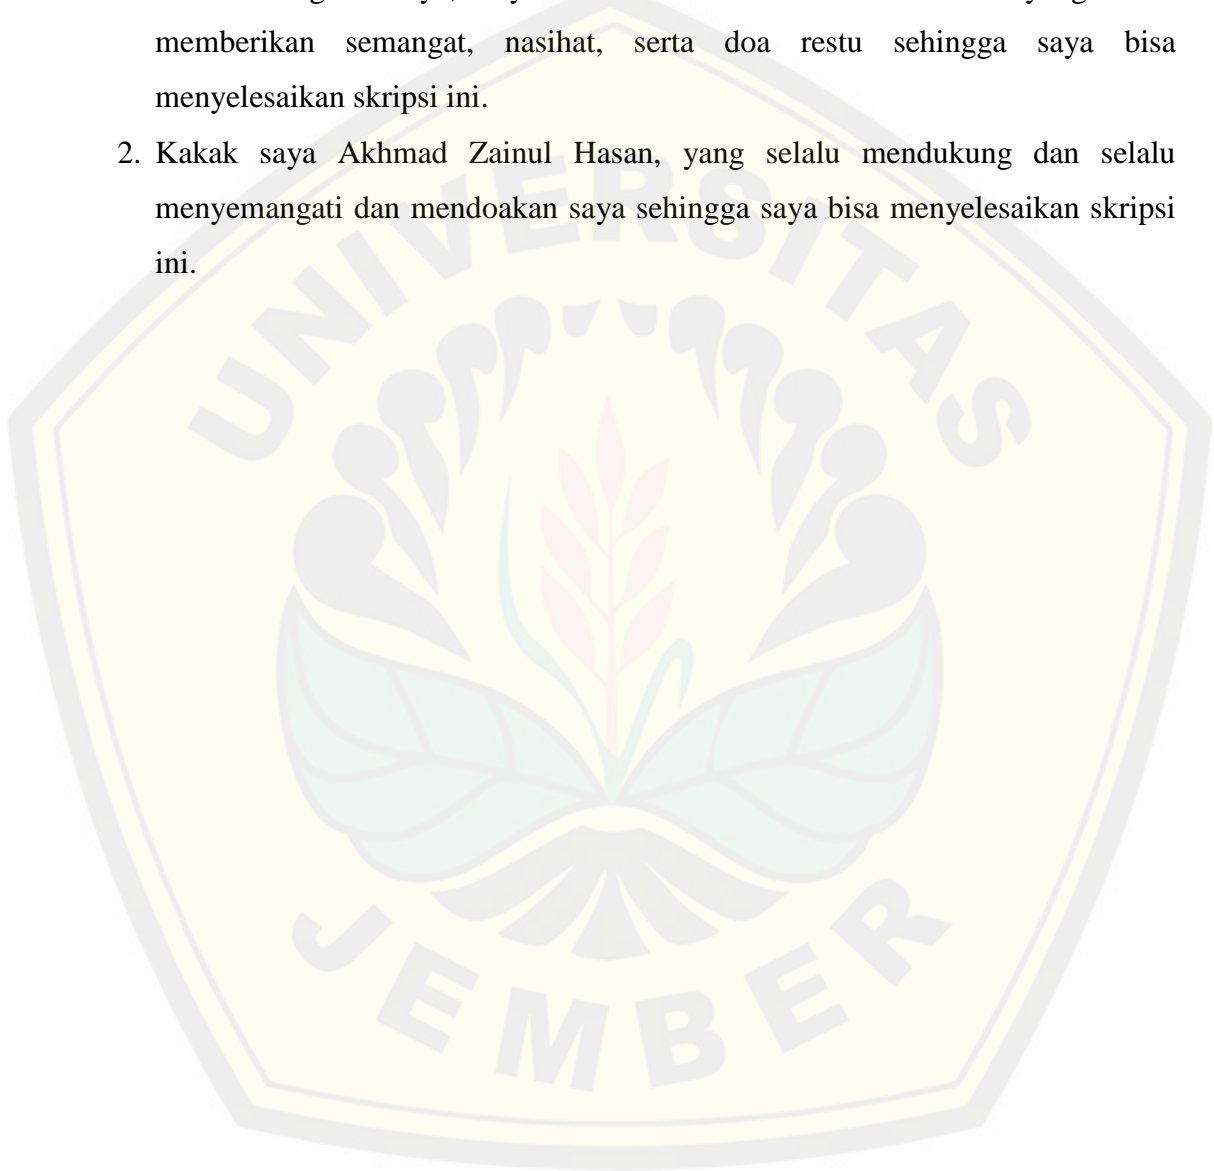 memberikan semangat, nasihat, serta doa restu sehingga saya bisa
menyelesaikan skripsi ini.
2. Kakak saya Akhmad Zainul Hasan, yang selalu mendukung dan selalu
menyemangati dan mendoakan saya sehingga saya bisa menyelesaikan skripsi
ini.
UNIVERSITAS
JEMBER